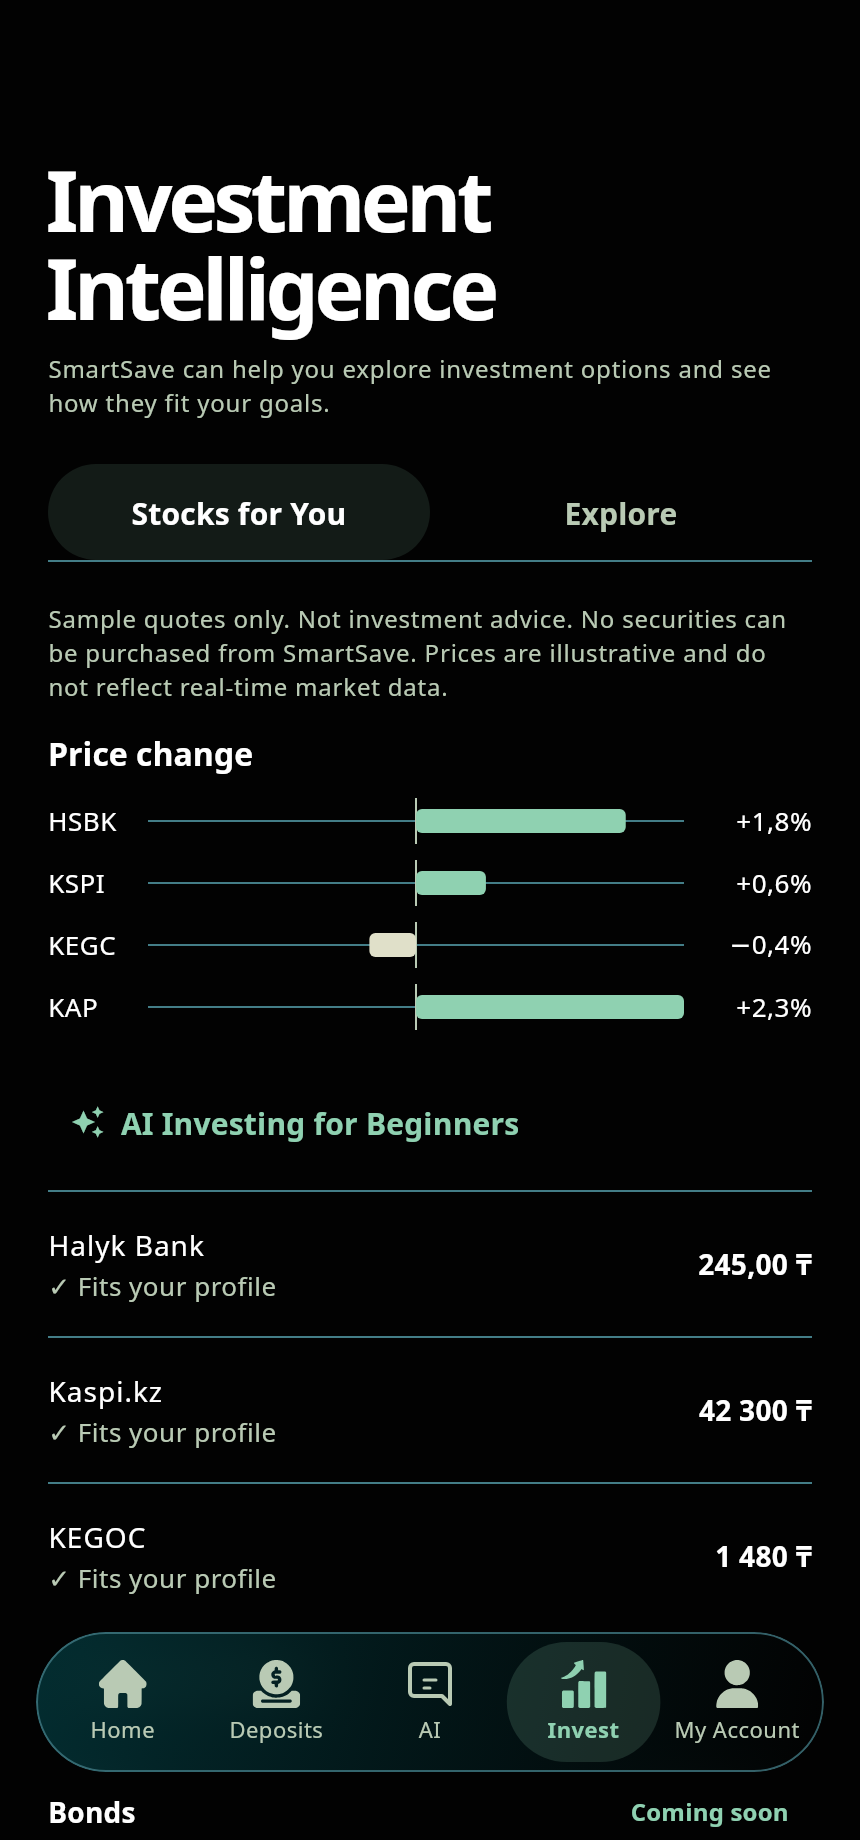 Investment
Intelligence
SmartSave can help you explore investment options and see
how they fit your goals.
Stocks for You
Explore
Sample quotes only. Not investment advice. No securities can
be purchased from SmartSave. Prices are illustrative and do
not reflect real-time market data.
Price change
HSBK +1,8%
KSPI +0,6%
KEGC −0,4%
KAP +2,3%
AI Investing for Beginners
Halyk Bank
✓ Fits your profile
245,00 ₸
Kaspi.kz
✓ Fits your profile
42 300 ₸
KEGOC
✓ Fits your profile
1 480 ₸
Home
Deposits
AI
Invest
My Account
Bonds
Coming soon